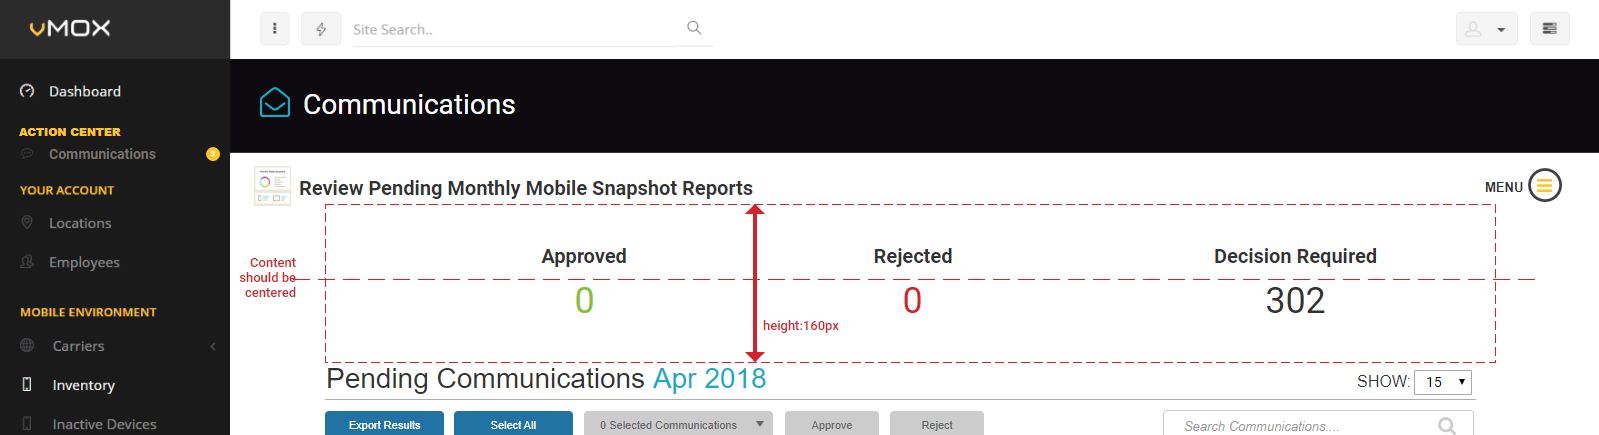 vMOX
Site Search..
Dashboard
ACTION CENTER
Communications 3
YOUR ACCOUNT
Locations
Employees
MOBILE ENVIRONMENT
Carriers
Inventory
Inactive Devices
Communications
Review Pending Monthly Mobile Snapshot Reports
MENU
Content
should be
centered
Approved Rejected Decision Required
0 0 302
height:160px
Pending Communications Apr 2018
SHOW: 15
Export Results Select All 0 Selected Communications Approve Reject Search Communications....